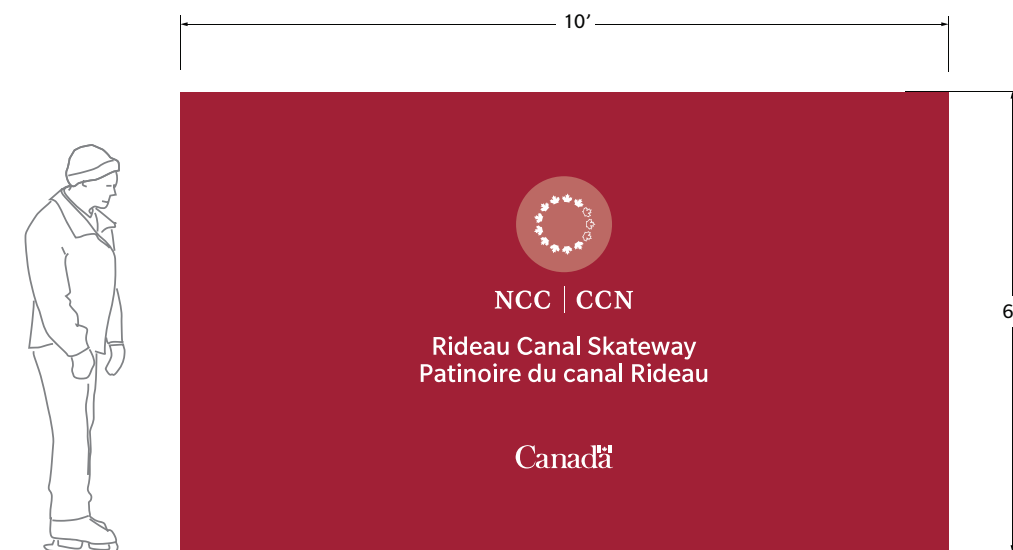 10’
6
NCC | CCN
Rideau Canal Skateway
Patinoire du canal Rideau
Canada